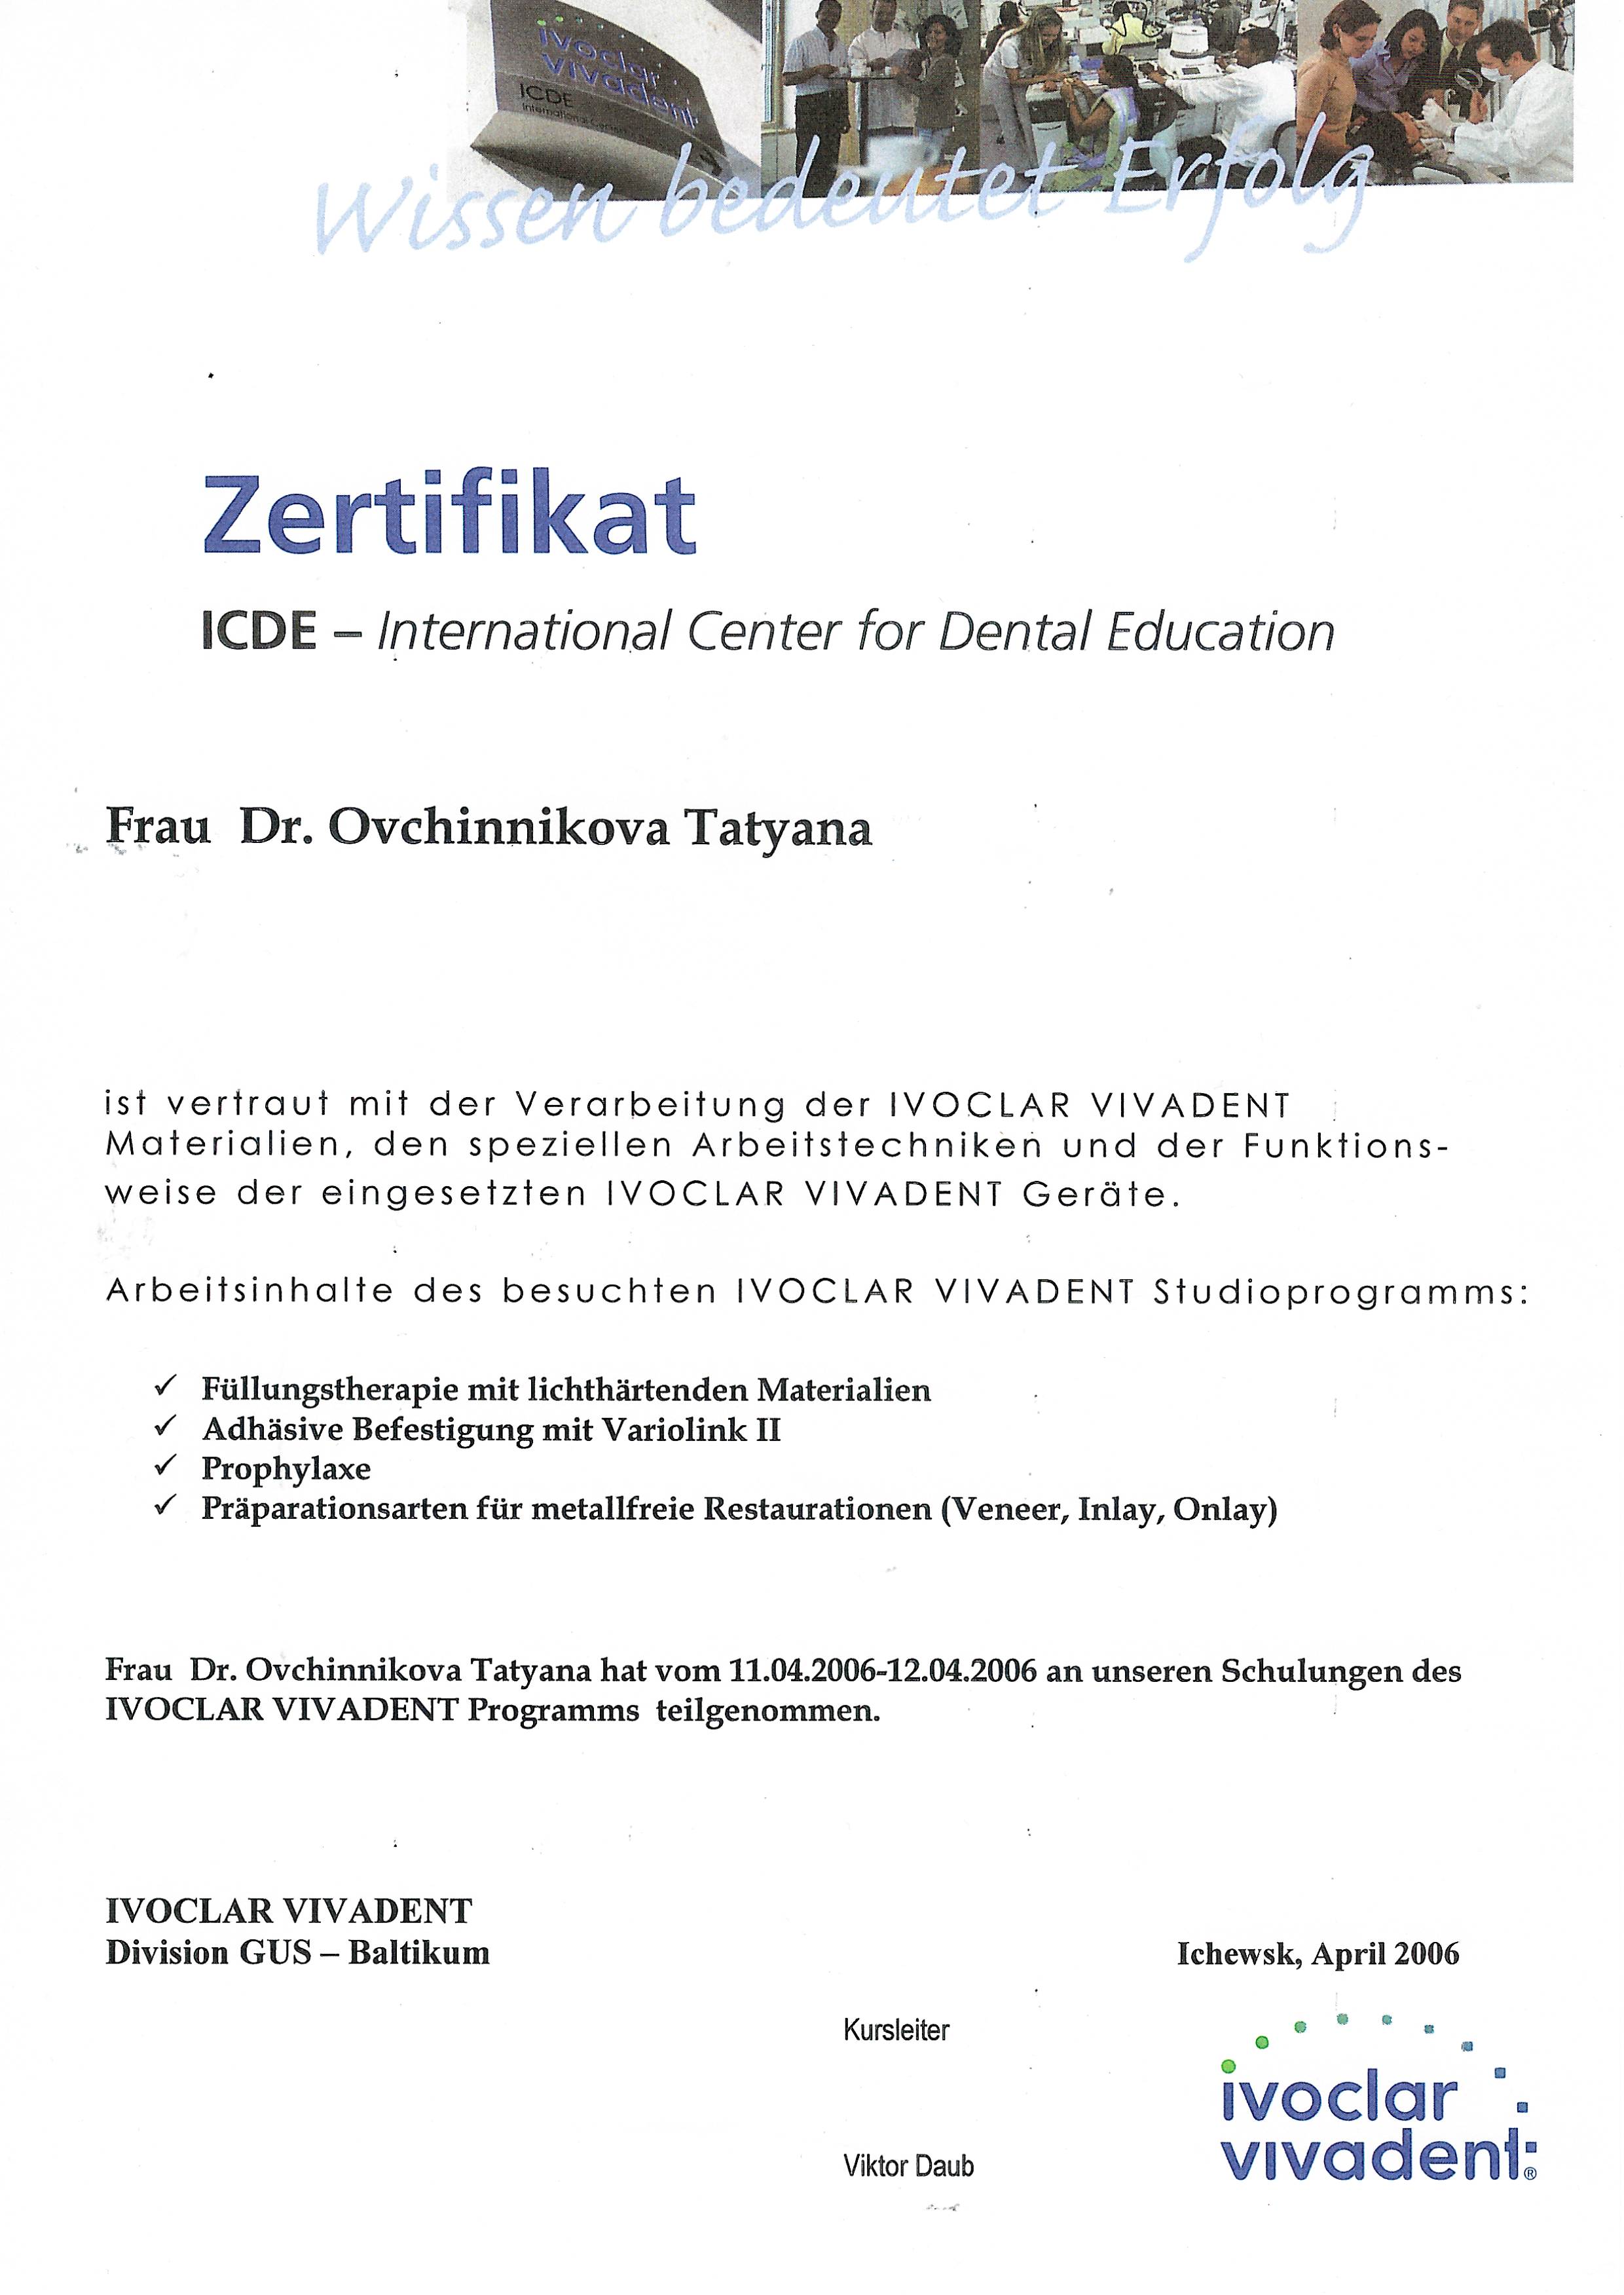 ivoclar
vivadent
ICDE
Wissen bedeutet Erfolg
Zertifikat
ICDE – International Center for Dental Education
Frau Dr. Ovchinnikova Tatyana
ist vertraut mit der Verarbeitung der IVOCLAR VIVADENT
Materialien, den speziellen Arbeitstechniken und der Funktions-
weise der eingesetzten IVOCLAR VIVADENT Geräte.
Arbeitsinhalte des besuchten IVOCLAR VIVADENT Studioprogramms:
✓ Füllungstherapie mit lichthärtenden Materialien
✓ Adhäsive Befestigung mit Variolink II
✓ Prophylaxe
✓ Präparationsarten für metallfreie Restaurationen (Veneer, Inlay, Onlay)
Frau Dr. Ovchinnikova Tatyana hat vom 11.04.2006-12.04.2006 an unseren Schulungen des
IVOCLAR VIVADENT Programms teilgenommen.
IVOCLAR VIVADENT
Division GUS – Baltikum
Ichewsk, April 2006
Kursleiter
Viktor Daub
ivoclar
vivadent:®